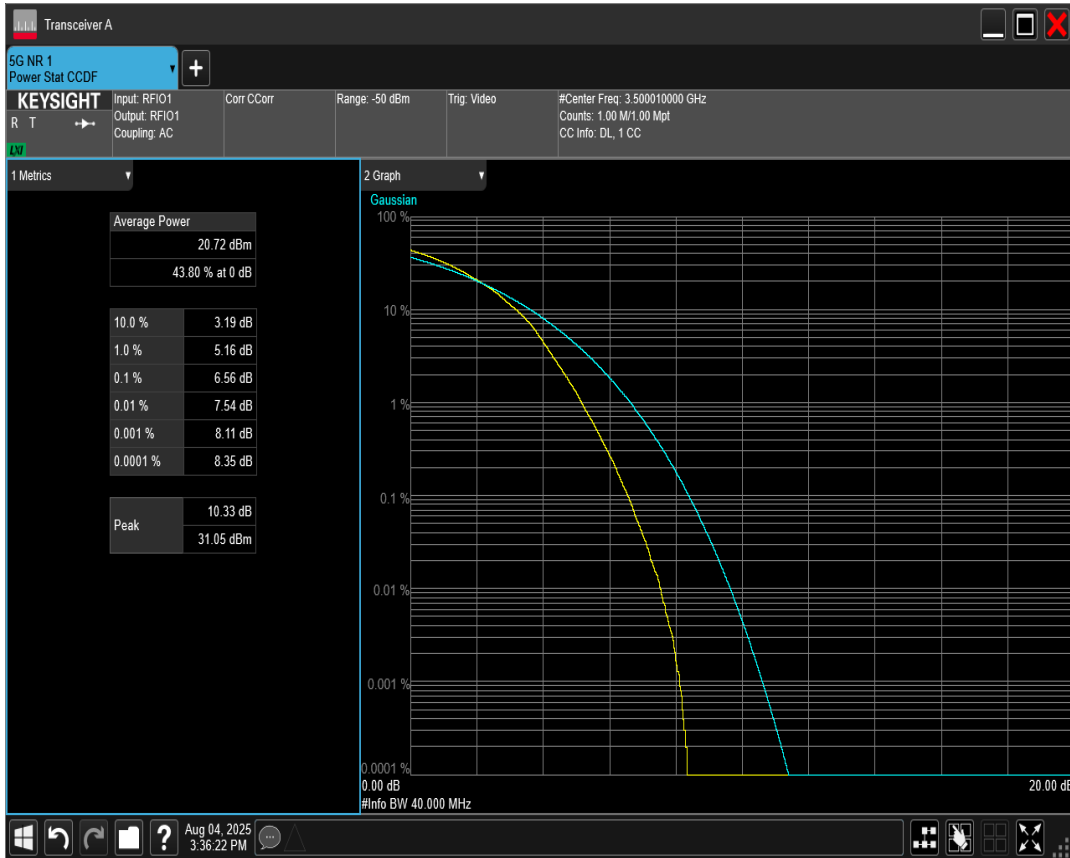 Transceiver A
5G NR 1
Power Stat CCDF
KEYSIGHT
R T
LXI
Input: RFIO1
Output: RFIO1
Coupling: AC
Corr CCorr
Range: -50 dBm
Trig: Video
#Center Freq: 3.500010000 GHz
Counts: 1.00 M/1.00 Mpt
CC Info: DL, 1 CC
1 Metrics
Average Power
20.72 dBm
43.80 % at 0 dB
10.0 % 3.19 dB
1.0 % 5.16 dB
0.1 % 6.56 dB
0.01 % 7.54 dB
0.001 % 8.11 dB
0.0001 % 8.35 dB
Peak
10.33 dB
31.05 dBm
2 Graph
Gaussian
100 %
10 %
1 %
0.1 %
0.01 %
0.001 %
0.0001 %
0.00 dB
20.00 dB
#Info BW 40.000 MHz
?
Aug 04, 2025
3:36:22 PM